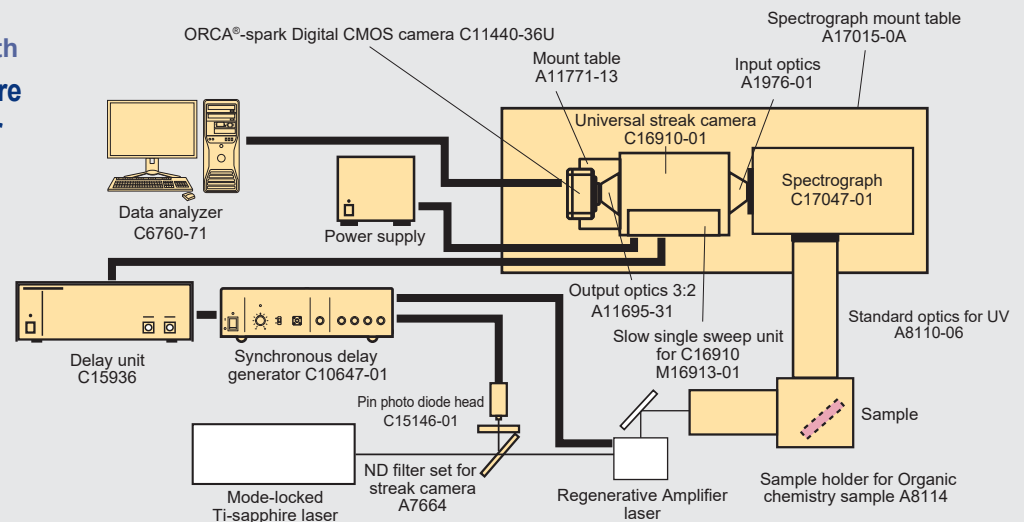 th
re
ORCA®-spark Digital CMOS camera C11440-36U
Spectrograph mount table
A17015-0A
Mount table
A11771-13
Input optics
A1976-01
Universal streak camera
C16910-01
Spectrograph
C17047-01
Data analyzer
C6760-71
Power supply
Output optics 3:2
A11695-31
Slow single sweep unit
for C16910
M16913-01
Standard optics for UV
A8110-06
Delay unit
C15936
Synchronous delay
generator C10647-01
Pin photo diode head
C15146-01
Sample
ND filter set for
streak camera
A7664
Mode-locked
Ti-sapphire laser
Regenerative Amplifier
laser
Sample holder for Organic
chemistry sample A8114